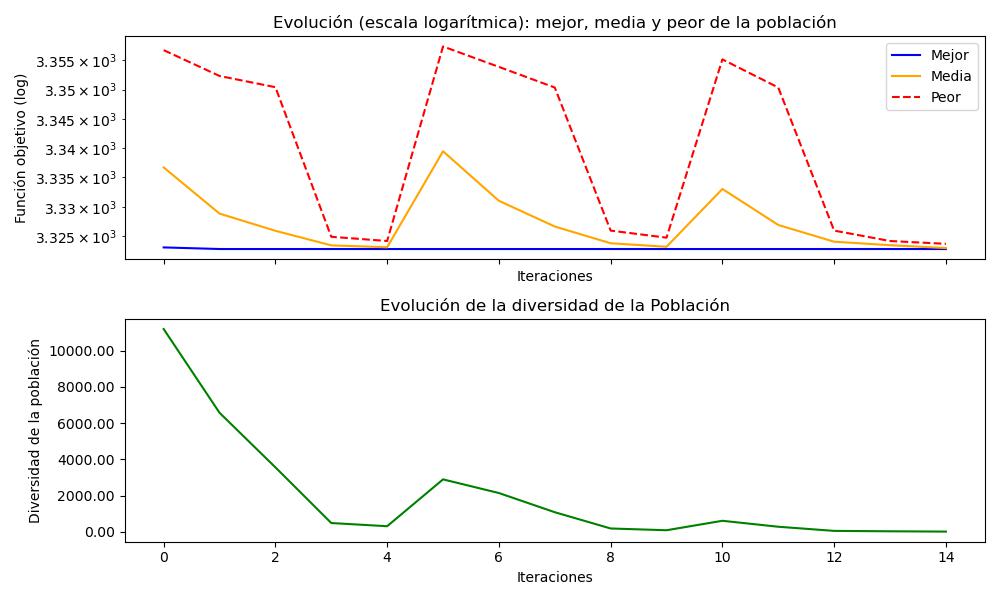 Evolución (escala logarítmica): mejor, media y peor de la población
Función objetivo (log)
3.355 × 10³
3.35 × 10³
3.345 × 10³
3.34 × 10³
3.335 × 10³
3.33 × 10³
3.325 × 10³
Mejor
Media
Peor
Iteraciones
Evolución de la diversidad de la Población
Diversidad de la población
10000.00
8000.00
6000.00
4000.00
2000.00
0.00
0 2 4 6 8 10 12 14
Iteraciones